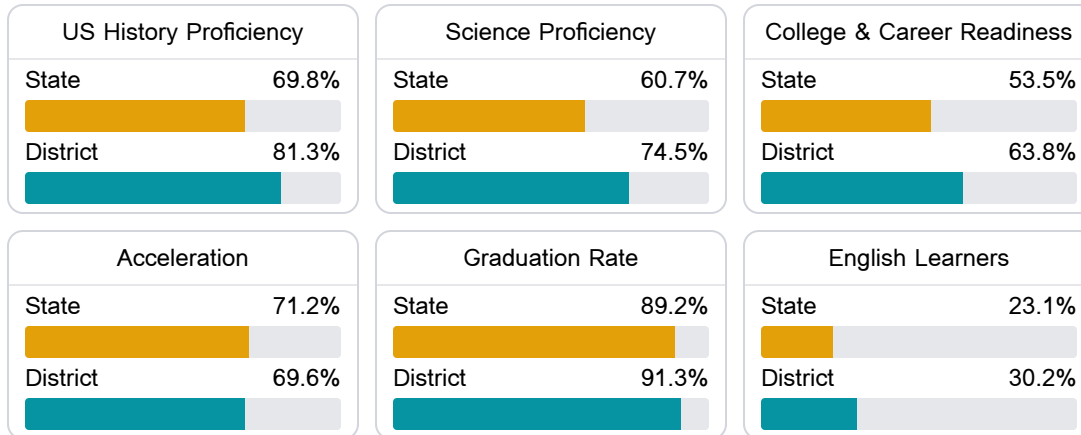 US History Proficiency
State 69.8%
District 81.3%
Science Proficiency
State 60.7%
District 74.5%
College & Career Readiness
State 53.5%
District 63.8%
Acceleration
State 71.2%
District 69.6%
Graduation Rate
State 89.2%
District 91.3%
English Learners
State 23.1%
District 30.2%